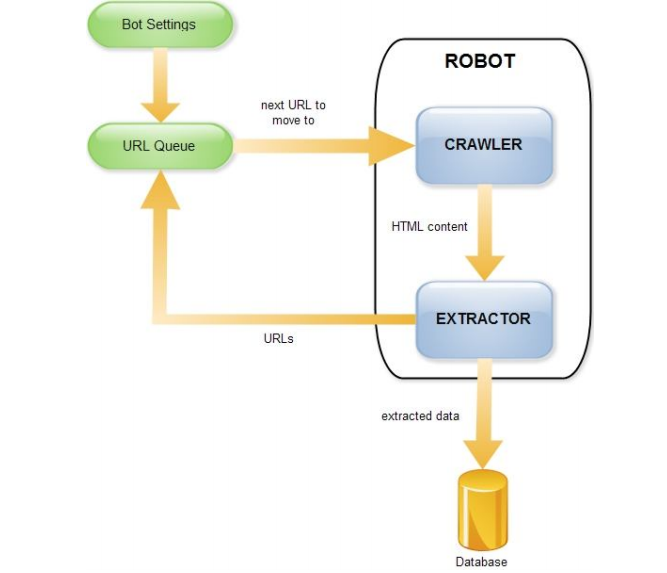 Bot Settings
ROBOT
next URL to
move to
URL Queue
CRAWLER
HTML content
EXTRACTOR
URLs
extracted data
Database